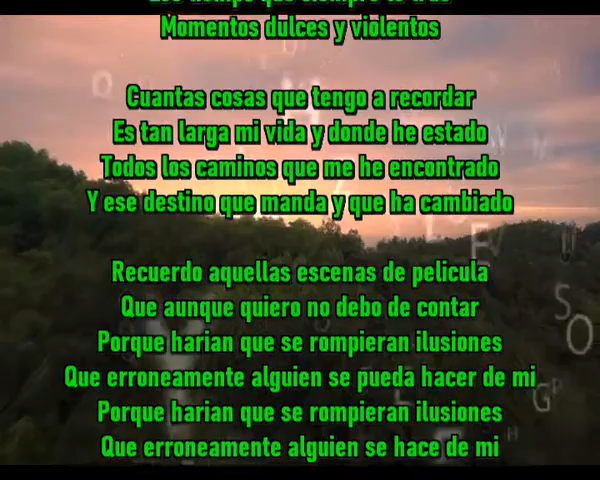 Momentos dulces y violentos
Cuantas cosas que tengo a recordar
Es tan larga mi vida y donde he estado
Todos los caminos que me he encontrado
Y ese destino que manda y que ha cambiado
Recuerdo aquellas escenas de pelicula
Que aunque quiero no debo de contar
Porque harian que se rompieran ilusiones
Que erroneamente alguien se pueda hacer de mi
Porque harian que se rompieran ilusiones
Que erroneamente alguien se hace de mi